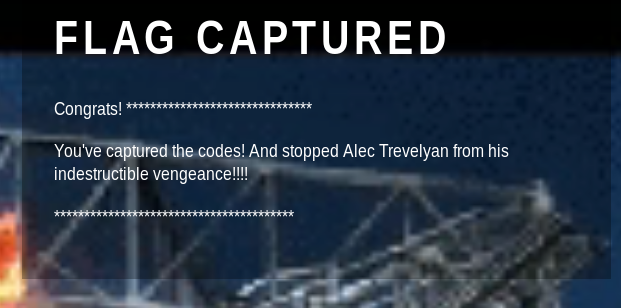 FLAG CAPTURED
Congrats! *******************************
You've captured the codes! And stopped Alec Trevelyan from his
indestructible vengeance!!!!
****************************************